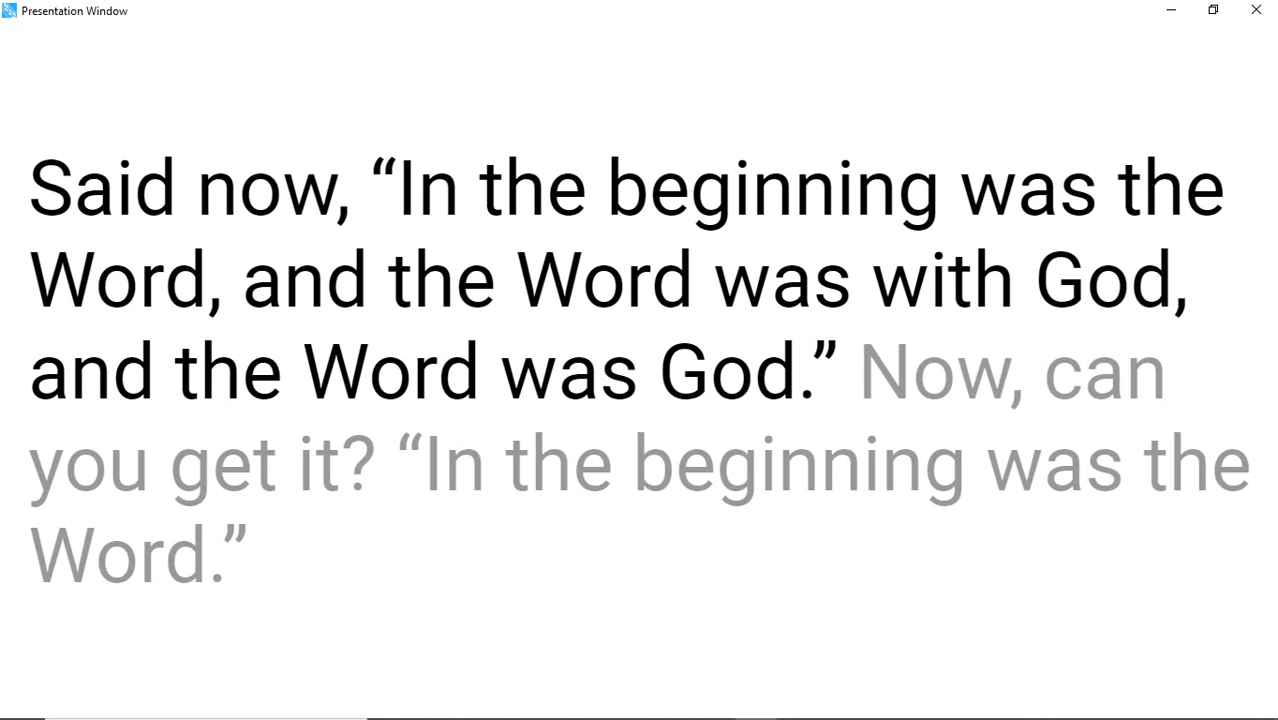 Presentation Window
Said now, “In the beginning was the
Word, and the Word was with God,
and the Word was God.” Now, can
you get it? “In the beginning was the
Word.”